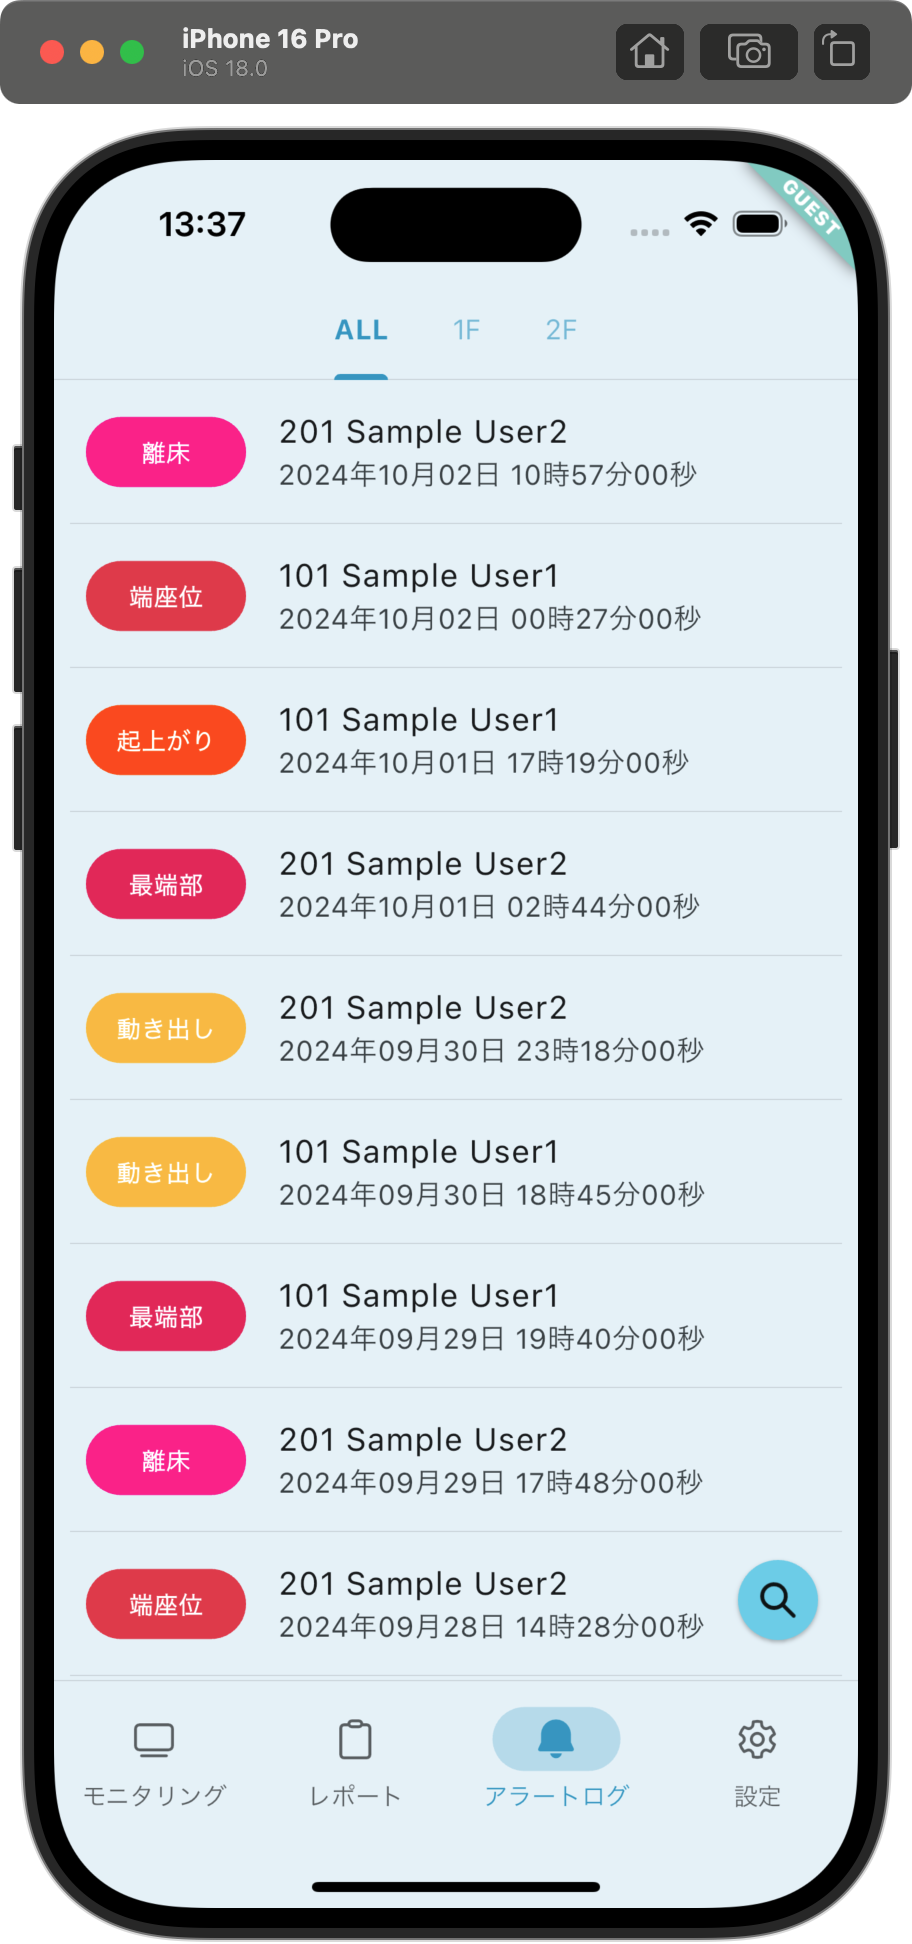 iPhone 16 Pro
iOS 18.0
13:37
GUEST
ALL 1F 2F
離床
201 Sample User2
2024年10月02日 10時57分00秒
端座位
101 Sample User1
2024年10月02日 00時27分00秒
起上がり
101 Sample User1
2024年10月01日 17時19分00秒
最端部
201 Sample User2
2024年10月01日 02時44分00秒
動き出し
201 Sample User2
2024年09月30日 23時18分00秒
動き出し
101 Sample User1
2024年09月30日 18時45分00秒
最端部
101 Sample User1
2024年09月29日 19時40分00秒
離床
201 Sample User2
2024年09月29日 17時48分00秒
端座位
201 Sample User2
2024年09月28日 14時28分00秒
モニタリング レポート アラートログ 設定